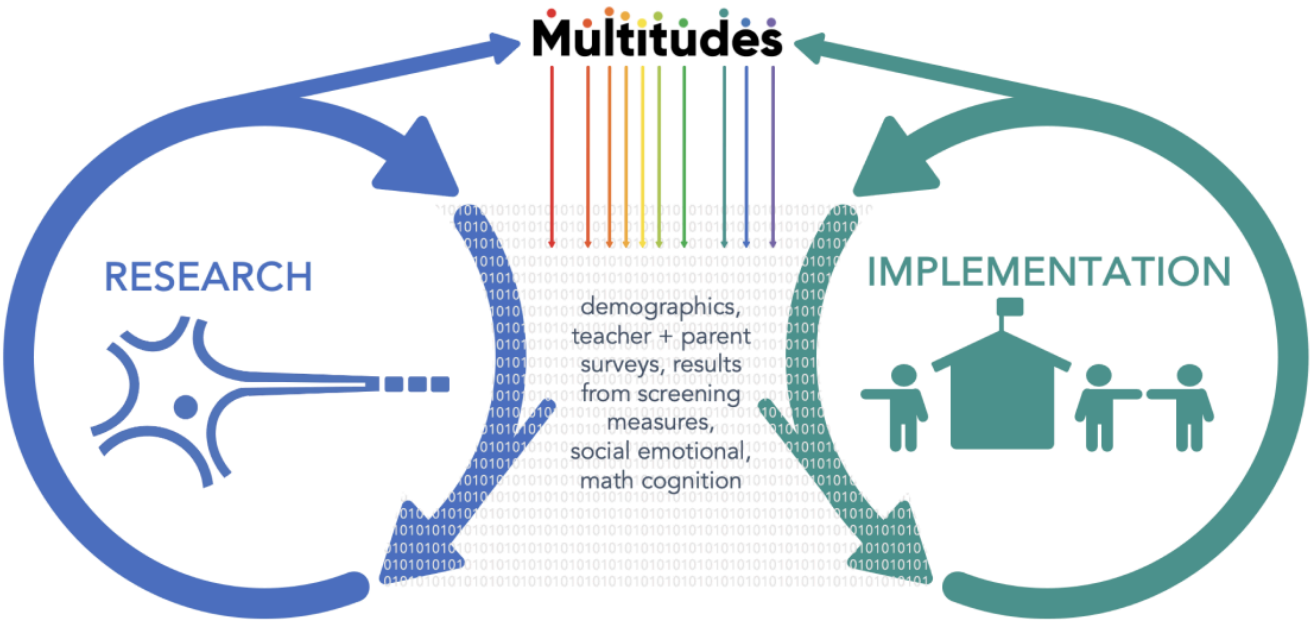 Multitudes
RESEARCH
IMPLEMENTATION
demographics,
teacher + parent
surveys, results
from screening
measures,
social emotional,
math cognition